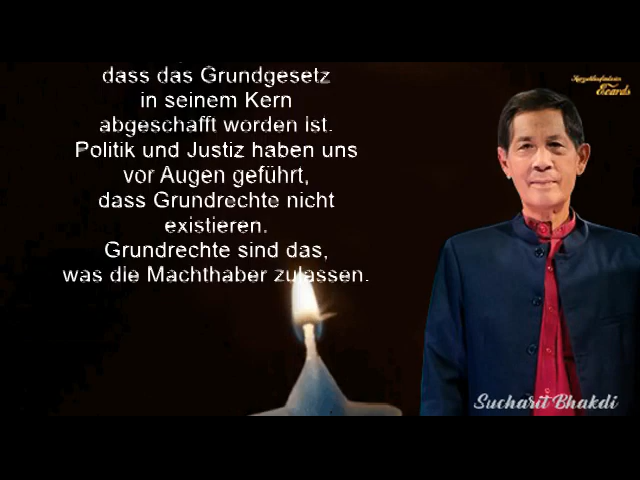 dass das Grundgesetz
in seinem Kern
abgeschafft worden ist.
Politik und Justiz haben uns
vor Augen geführt,
dass Grundrechte nicht
existieren.
Grundrechte sind das,
was die Machthaber zulassen.
Ecards
Sucharit Bhakdi